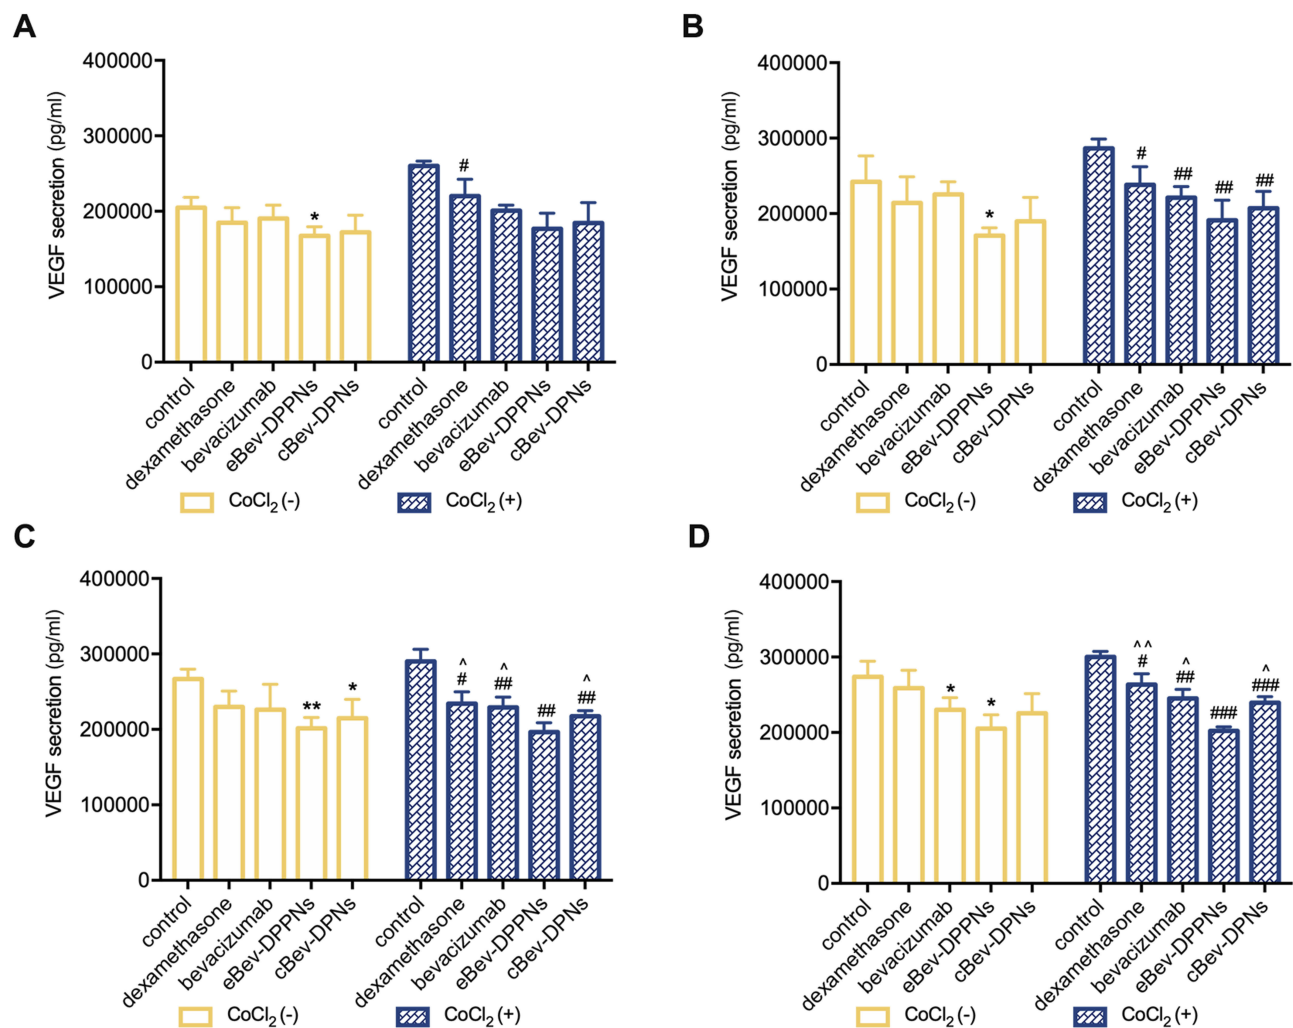 A
VEGF secretion (pg/ml)
400000
300000
200000
100000
0
*
#
control
dexamethasone
bevacizumab
eBev-DPPNs
cBev-DPNs
control
dexamethasone
bevacizumab
eBev-DPPNs
cBev-DPNs
CoCl₂ (-)
CoCl₂ (+)
B
VEGF secretion (pg/ml)
400000
300000
200000
100000
0
*
#
##
##
##
control
dexamethasone
bevacizumab
eBev-DPPNs
cBev-DPNs
control
dexamethasone
bevacizumab
eBev-DPPNs
cBev-DPNs
CoCl₂ (-)
CoCl₂ (+)
C
VEGF secretion (pg/ml)
400000
300000
200000
100000
0
**
*
^
#
^
##
##
^
##
control
dexamethasone
bevacizumab
eBev-DPPNs
cBev-DPNs
control
dexamethasone
bevacizumab
eBev-DPPNs
cBev-DPNs
CoCl₂ (-)
CoCl₂ (+)
D
VEGF secretion (pg/ml)
400000
300000
200000
100000
0
*
*
^ ^
#
^
##
###
^
###
control
dexamethasone
bevacizumab
eBev-DPPNs
cBev-DPNs
control
dexamethasone
bevacizumab
eBev-DPPNs
cBev-DPNs
CoCl₂ (-)
CoCl₂ (+)